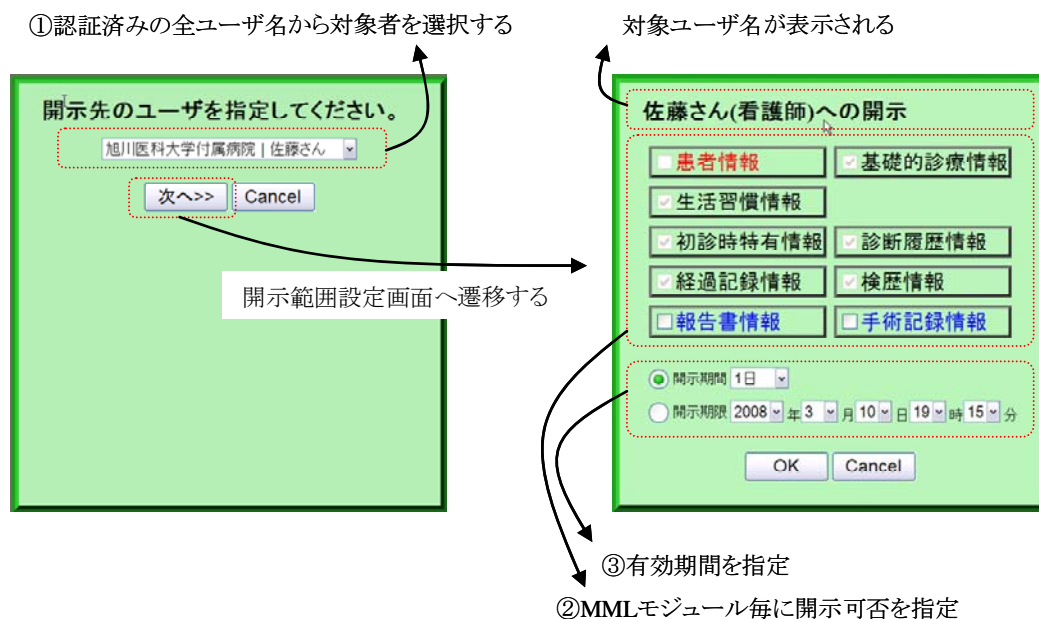 ①認証済みの全ユーザ名から対象者を選択する
対象ユーザ名が表示される
開示先のユーザを指定してください。
旭川医科大学付属病院 | 佐藤さん
次へ>> Cancel
開示範囲設定画面へ遷移する
佐藤さん(看護師)への開示
患者情報 基礎的診療情報
生活習慣情報
初診時特有情報 診断履歴情報
経過記録情報 検歴情報
報告書情報 手術記録情報
開示期間 1日
開示期限 2008 年 3 月 10 日 19 時 15 分
OK Cancel
③有効期間を指定
②MMLモジュール毎に開示可否を指定